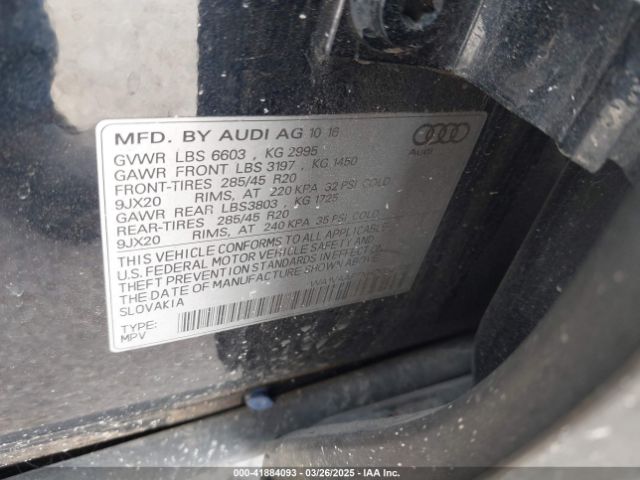 MFD. BY AUDI AG 10 16
GVWR LBS 6603 , KG 2995
GAWR FRONT LBS 3197 , KG 1450
FRONT-TIRES 285/45 R20
9JX20 RIMS, AT 220 KPA 32 PSI COLD
GAWR REAR LBS3803 , KG 1725
REAR-TIRES 285/45 R20
9JX20 RIMS, AT 240 KPA 35 PSI COLD
THIS VEHICLE CONFORMS TO ALL APPLICABLE
U.S. FEDERAL MOTOR VEHICLE SAFETY AND
THEFT PREVENTION STANDARDS IN EFFECT ON
THE DATE OF MANUFACTURE SHOWN ABOVE
SLOVAKIA
TYPE:
MPV
Audi
000-41884093 - 03/26/2025 - IAA Inc.